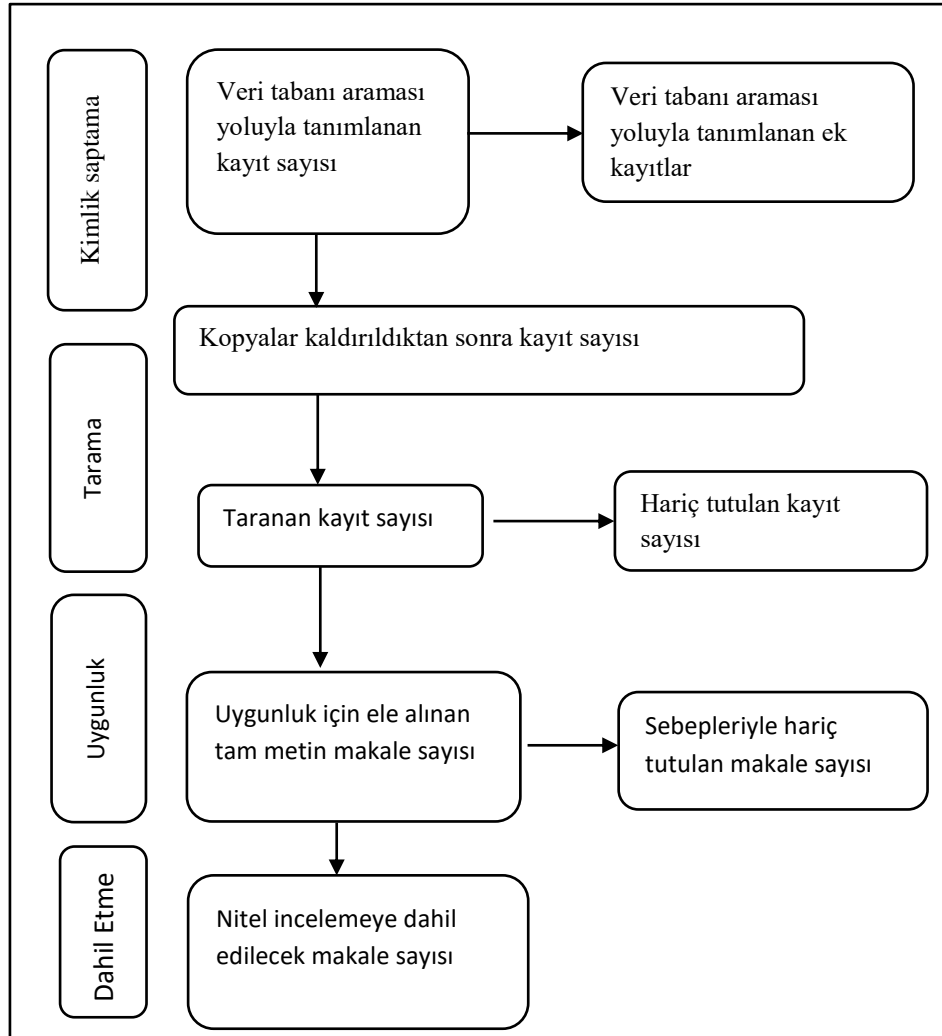 Kimlik saptama
Veri tabanı araması
yoluyla tanımlanan
kayıt sayısı
Veri tabanı araması
yoluyla tanımlanan ek
kayıtlar
Kopyalar kaldırıldıktan sonra kayıt sayısı
Tarama
Taranan kayıt sayısı
Hariç tutulan kayıt
sayısı
Uygunluk
Uygunluk için ele alınan
tam metin makale sayısı
Sebepleriyle hariç
tutulan makale sayısı
Dahil Etme
Nitel incelemeye dahil
edilecek makale sayısı